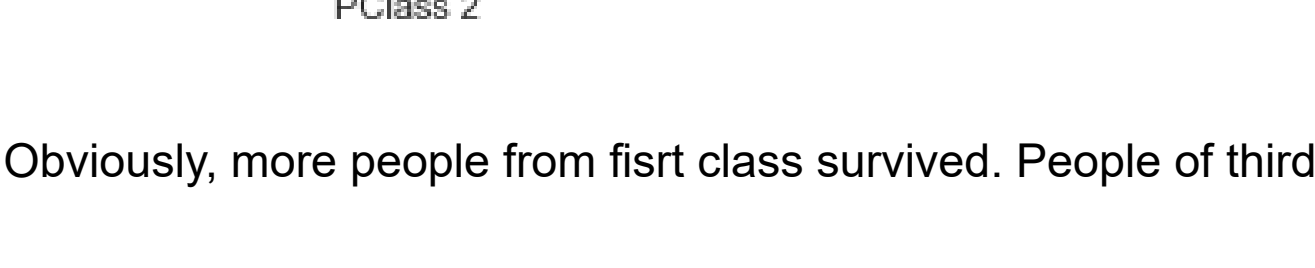 PClass 2
Obviously, more people from fisrt class survived. People of third